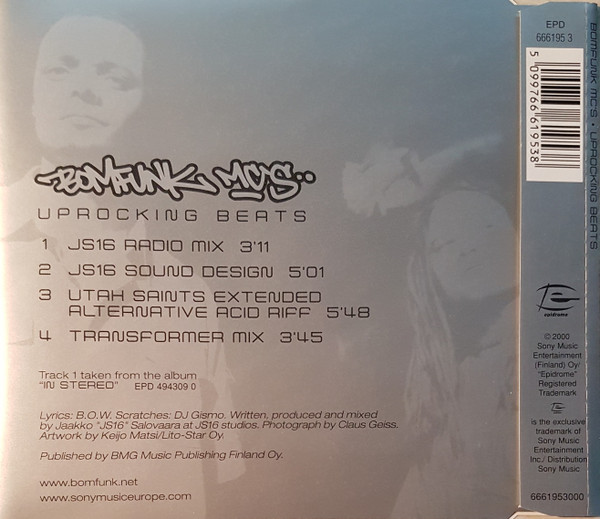 BOMFUNK MC'S..
UPROCKING BEATS
1 JS16 RADIO MIX 3'11
2 JS16 SOUND DESIGN 5'01
3 UTAH SAINTS EXTENDED
ALTERNATIVE ACID RIFF 5'48
4 TRANSFORMER MIX 3'45
Track 1 taken from the album
"IN STEREO" EPD 494309 0
Lyrics: B.O.W. Scratches: DJ Gismo. Written, produced and mixed
by Jaakko "JS16" Salovaara at JS16 studios. Photograph by Claus Geiss.
Artwork by Keijo Matsi/Lito-Star Oy.
Published by BMG Music Publishing Finland Oy.
www.bomfunk.net
www.sonymusiceurope.com
EPD
666195 3
5 099766 619538
epidrome
© 2000
Sony Music
Entertainment
(Finland) Oy/
"Epidrome"
Registered
Trademark
is the exclusive
trademark of
Sony Music
Entertainment
Inc./ Distribution
Sony Music
6661953000
BOMFUNK MC'S • UPROCKING BEATS